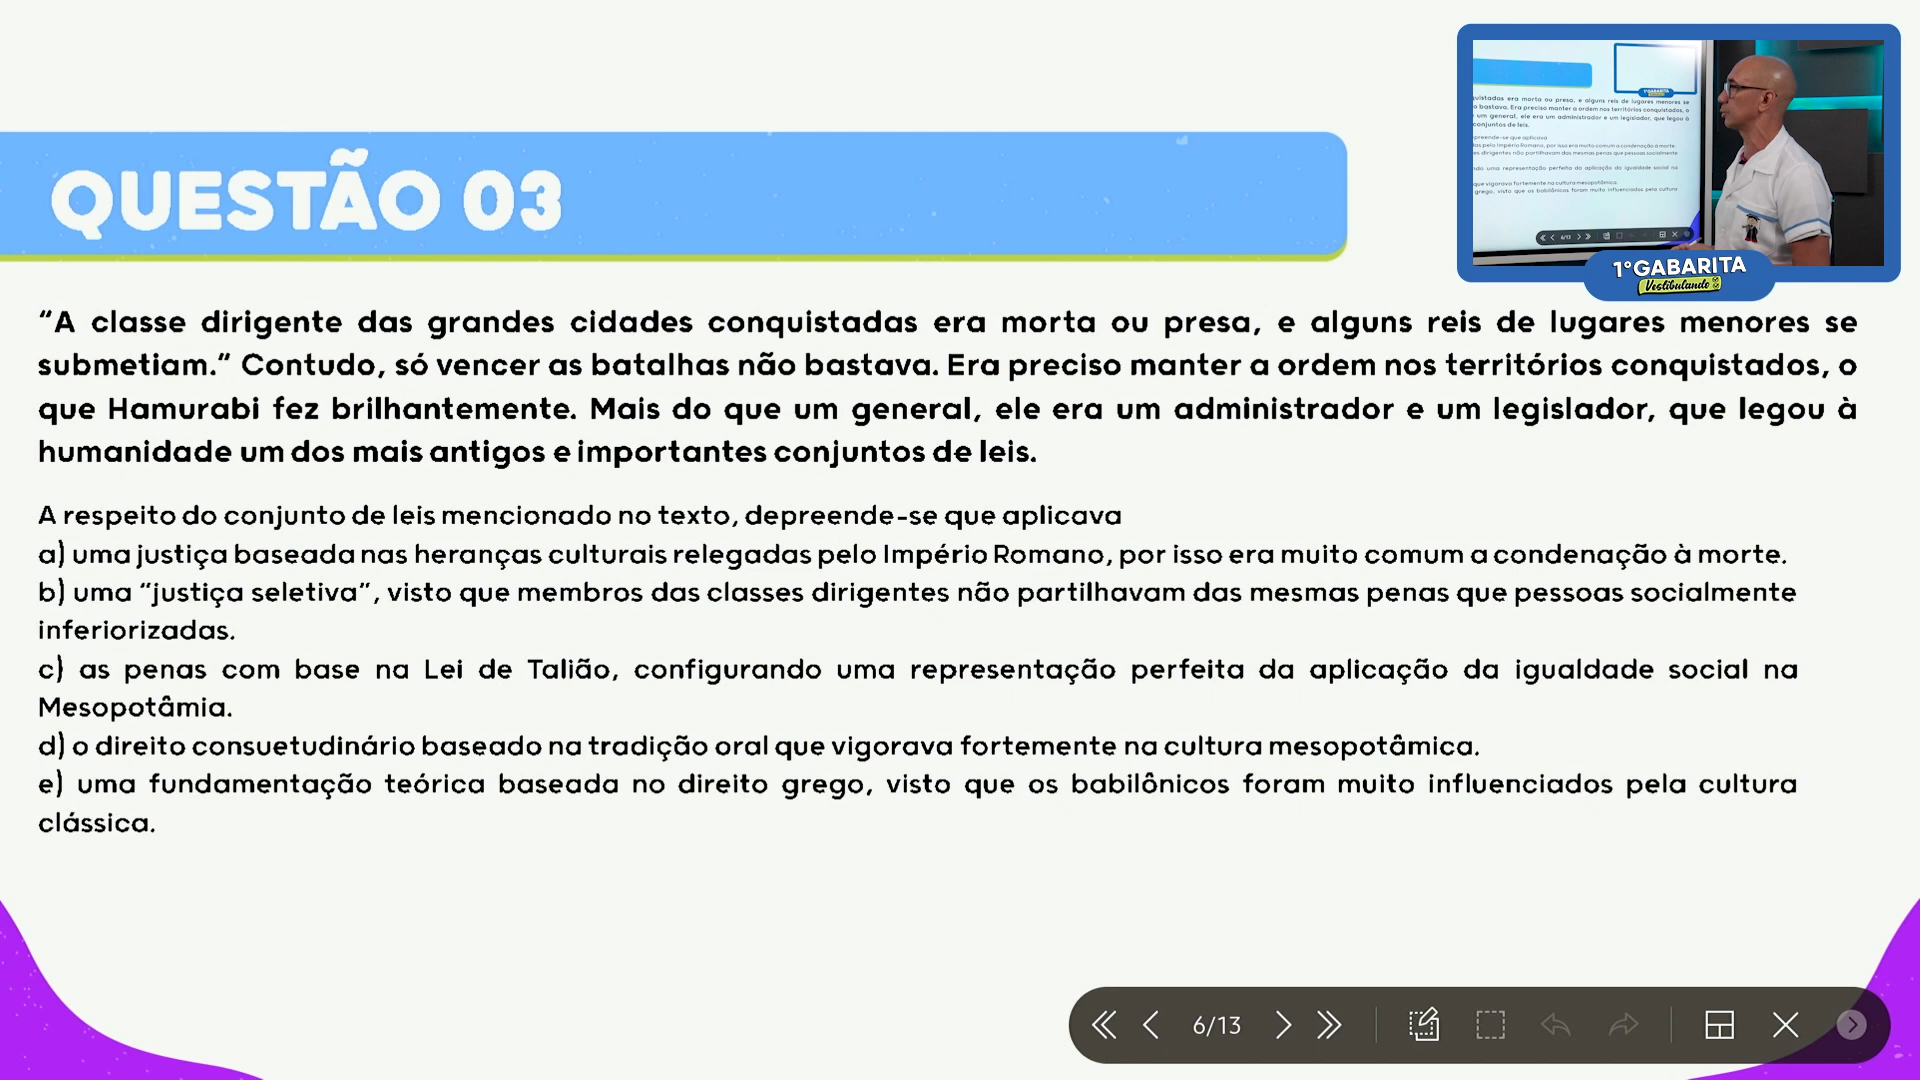 QUESTÃO 03
1ºGABARITA
Vestibulando
“A classe dirigente das grandes cidades conquistadas era morta ou presa, e alguns reis de lugares menores se
submetiam.” Contudo, só vencer as batalhas não bastava. Era preciso manter a ordem nos territórios conquistados, o
que Hamurabi fez brilhantemente. Mais do que um general, ele era um administrador e um legislador, que legou à
humanidade um dos mais antigos e importantes conjuntos de leis.
A respeito do conjunto de leis mencionado no texto, depreende-se que aplicava
a) uma justiça baseada nas heranças culturais relegadas pelo Império Romano, por isso era muito comum a condenação à morte.
b) uma “justiça seletiva”, visto que membros das classes dirigentes não partilhavam das mesmas penas que pessoas socialmente
inferiorizadas.
c) as penas com base na Lei de Talião, configurando uma representação perfeita da aplicação da igualdade social na
Mesopotâmia.
d) o direito consuetudinário baseado na tradição oral que vigorava fortemente na cultura mesopotâmica.
e) uma fundamentação teórica baseada no direito grego, visto que os babilônicos foram muito influenciados pela cultura
clássica.
6/13